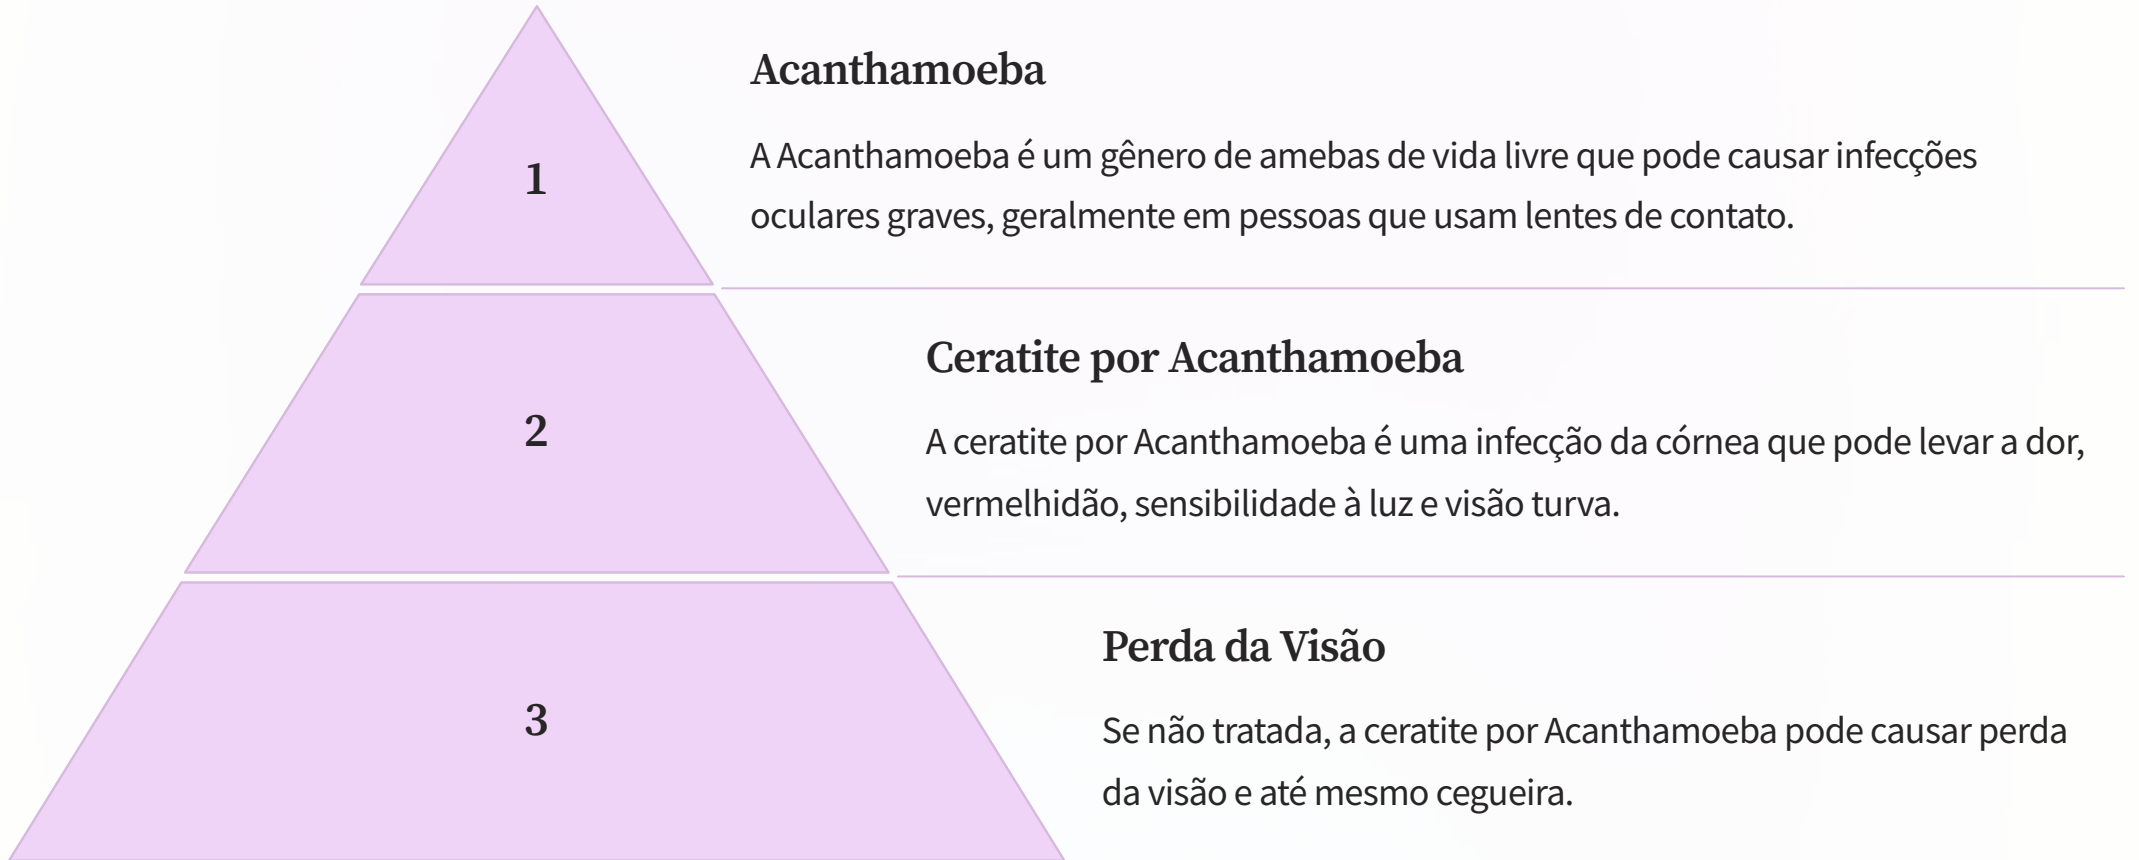 1
Acanthamoeba
A Acanthamoeba é um gênero de amebas de vida livre que pode causar infecções
oculares graves, geralmente em pessoas que usam lentes de contato.
2
Ceratite por Acanthamoeba
A ceratite por Acanthamoeba é uma infecção da córnea que pode levar a dor,
vermelhidão, sensibilidade à luz e visão turva.
3
Perda da Visão
Se não tratada, a ceratite por Acanthamoeba pode causar perda
da visão e até mesmo cegueira.